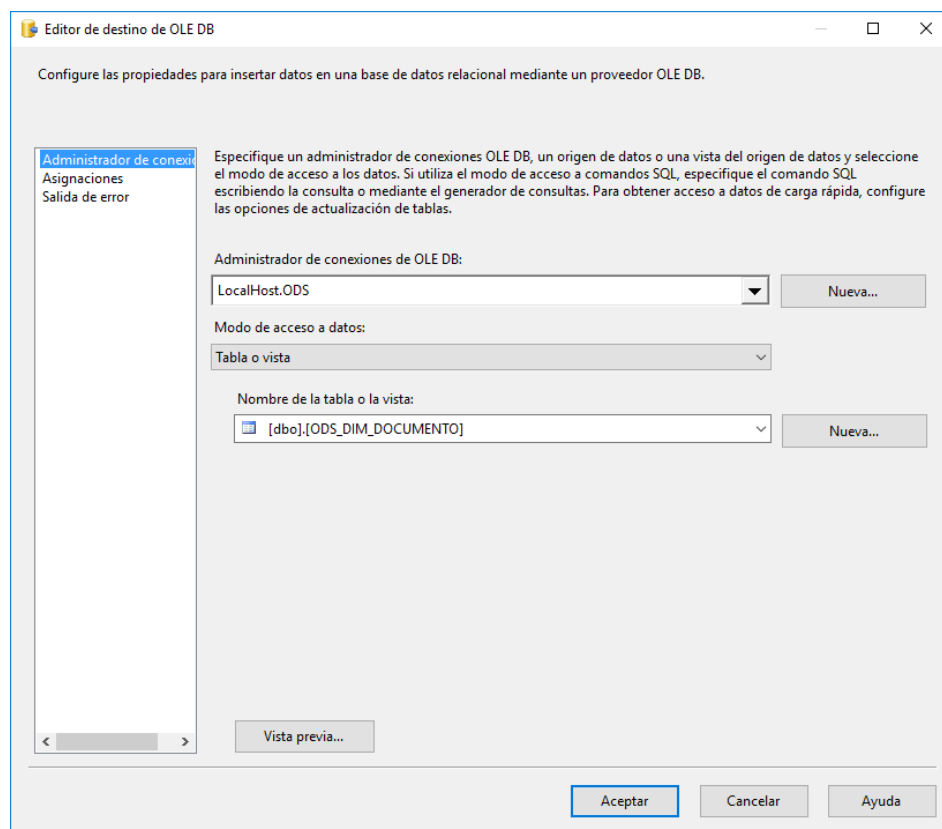 Editor de destino de OLE DB
Configure las propiedades para insertar datos en una base de datos relacional mediante un proveedor OLE DB.
Administrador de conexi
Asignaciones
Salida de error
Especifique un administrador de conexiones OLE DB, un origen de datos o una vista del origen de datos y seleccione
el modo de acceso a los datos. Si utiliza el modo de acceso a comandos SQL, especifique el comando SQL
escribiendo la consulta o mediante el generador de consultas. Para obtener acceso a datos de carga rápida, configure
las opciones de actualización de tablas.
Administrador de conexiones de OLE DB:
LocalHost.ODS
Nueva...
Modo de acceso a datos:
Tabla o vista
Nombre de la tabla o la vista:
[dbo].[ODS_DIM_DOCUMENTO]
Nueva...
Vista previa...
Aceptar
Cancelar
Ayuda